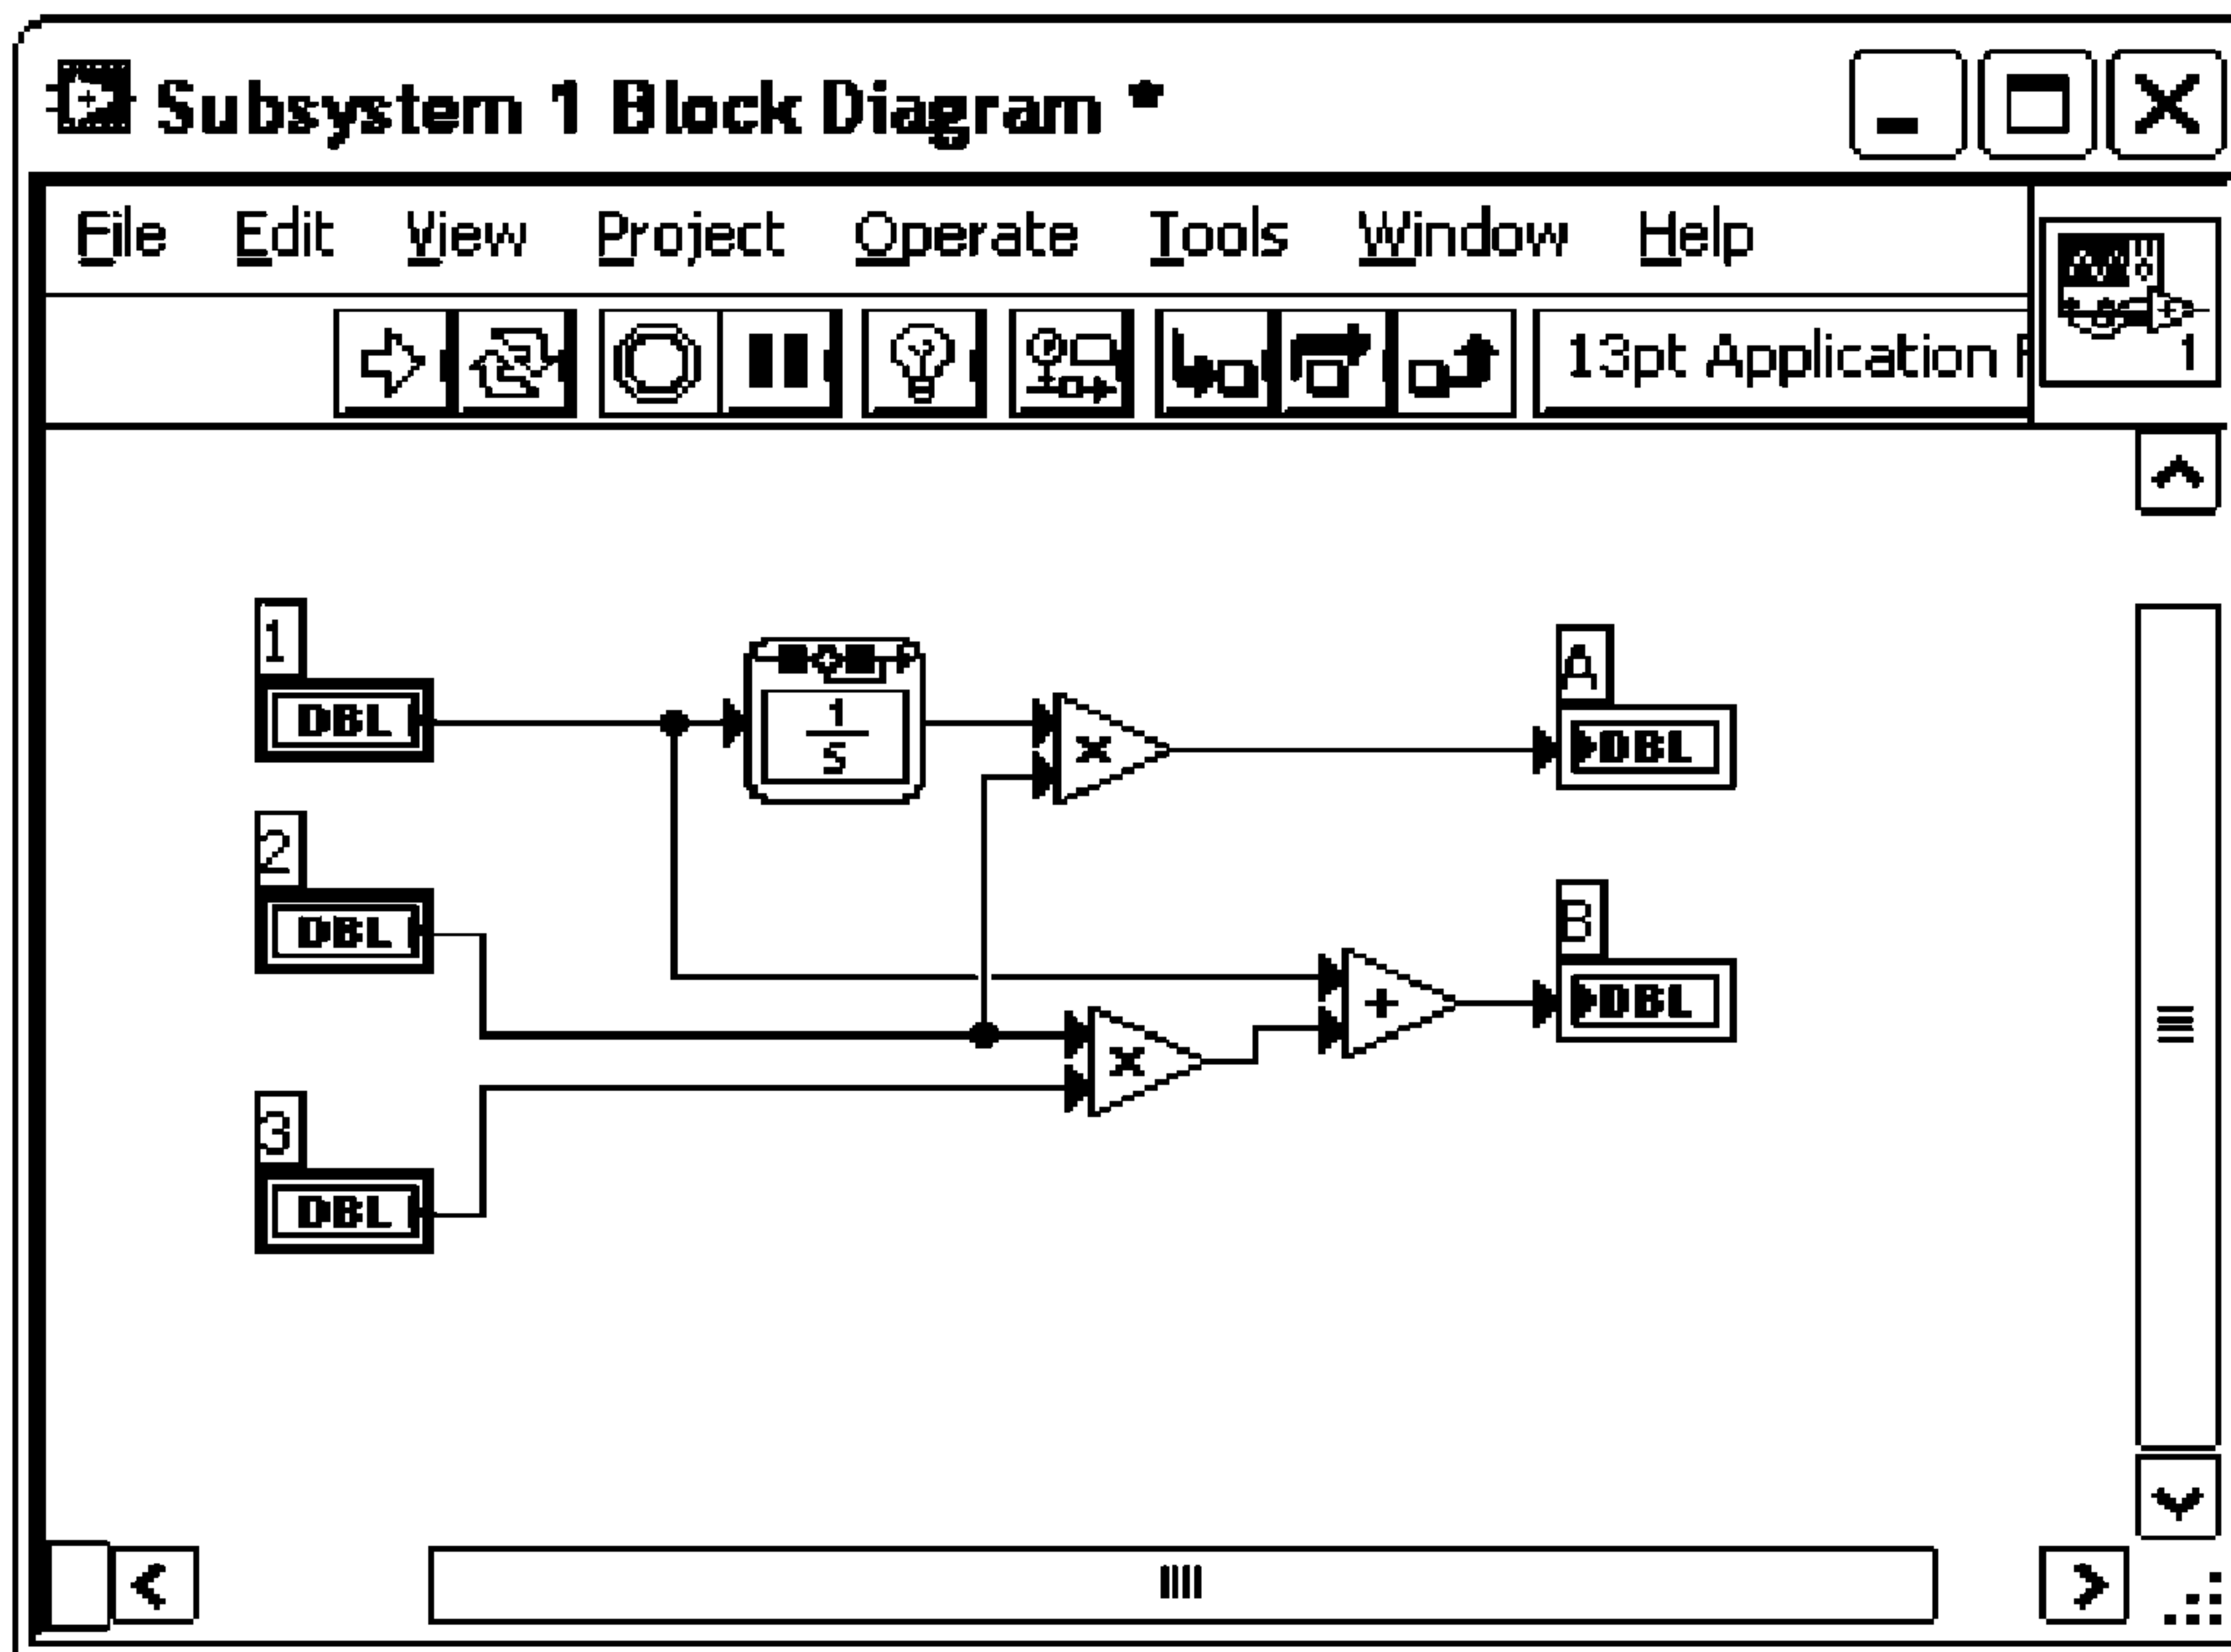 Subsystem 1 Block Diagram *
File Edit View Project Operate Tools Window Help
13pt Application F
1
1
DBL
1
s
x
A
DBL
2
DBL
x
+
B
DBL
3
DBL